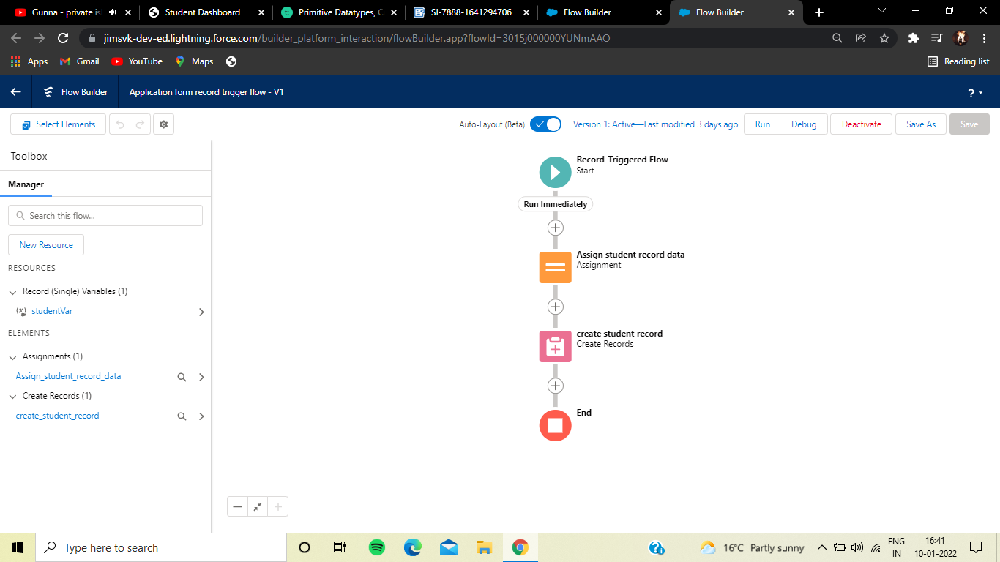 Gunna - private is
Student Dashboard
Primitive Datatypes, C
SI-7888-1641294706
Flow Builder
Flow Builder
jimsvk-dev-ed.lightning.force.com/builder_platform_interaction/flowBuilder.app?flowId=3015j000000YUNmAAO
Apps
Gmail
YouTube
Maps
Reading list
Flow Builder
Application form record trigger flow - V1
?
Select Elements
Auto-Layout (Beta)
Version 1: Active—Last modified 3 days ago
Run
Debug
Deactivate
Save As
Save
Toolbox
Manager
Search this flow...
New Resource
RESOURCES
Record (Single) Variables (1)
studentVar
ELEMENTS
Assignments (1)
Assign_student_record_data
Create Records (1)
create_student_record
Record-Triggered Flow
Start
Run Immediately
Assign student record data
Assignment
create student record
Create Records
End
Type here to search
16°C Partly sunny
ENG
IN
16:41
10-01-2022